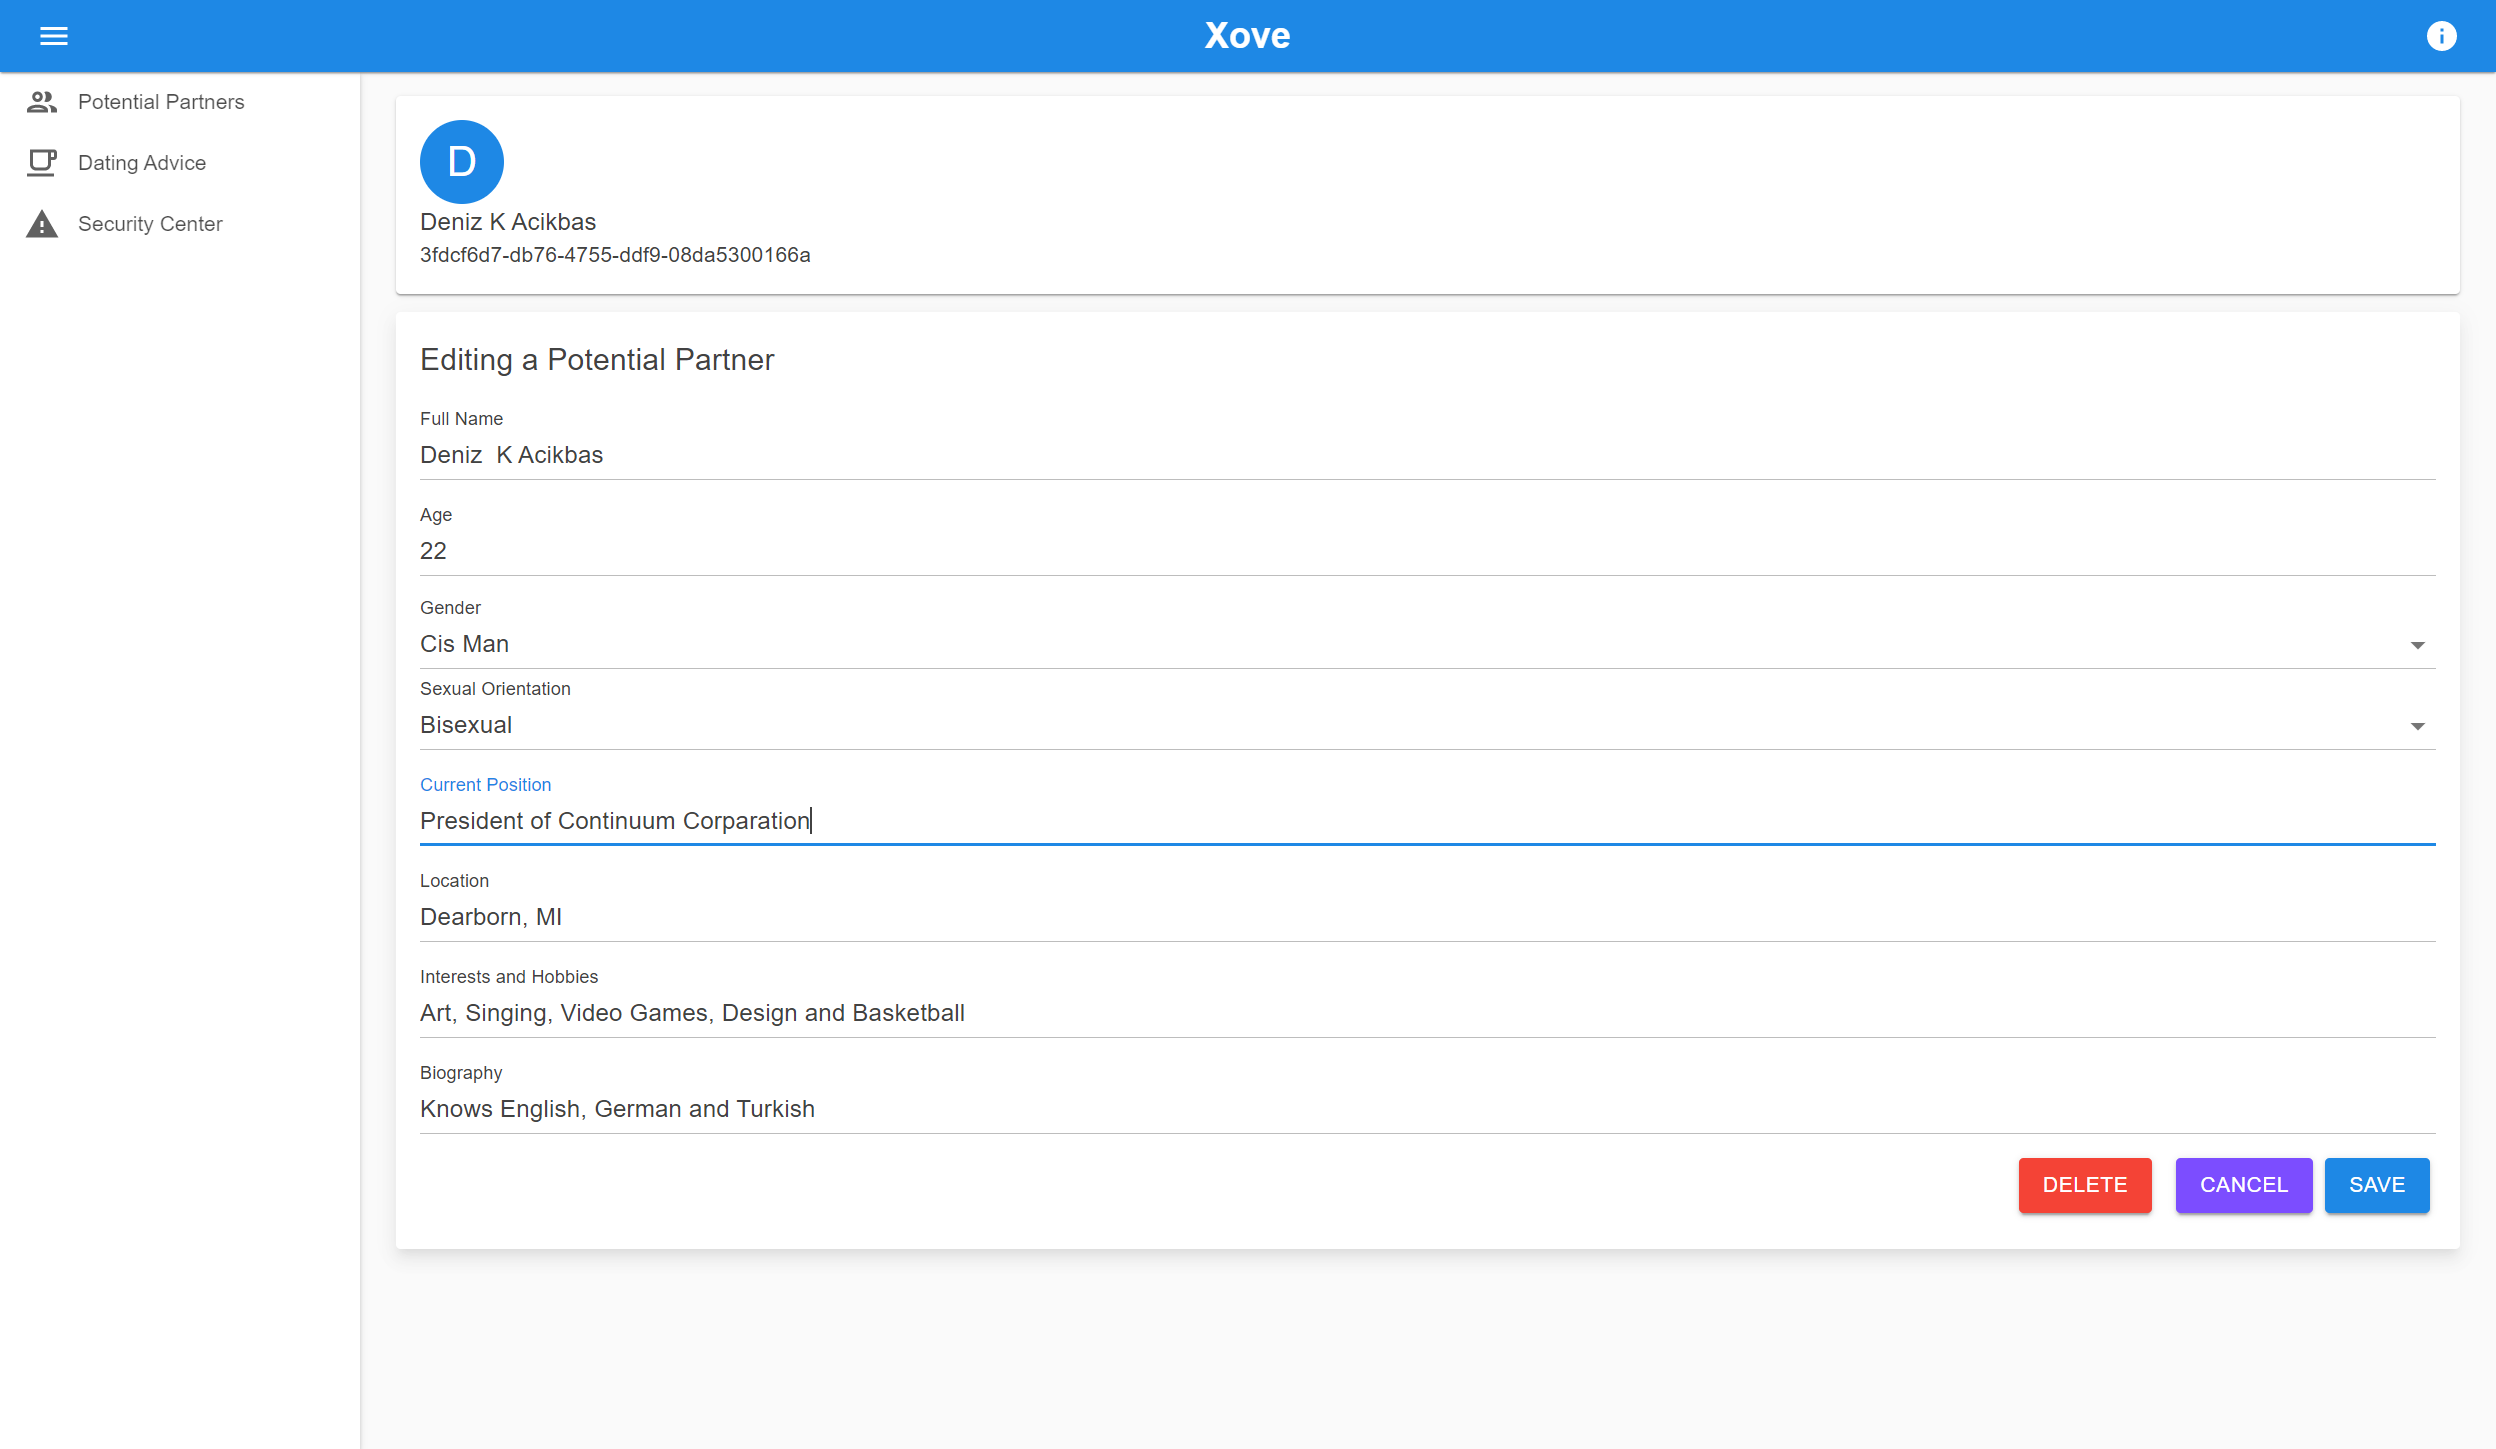 Xove
Potential Partners
Dating Advice
Security Center
D
Deniz K Acikbas
3fdcf6d7-db76-4755-ddf9-08da5300166a
Editing a Potential Partner
Full Name
Deniz  K Acikbas
Age
22
Gender
Cis Man
Sexual Orientation
Bisexual
Current Position
President of Continuum Corparation
Location
Dearborn, MI
Interests and Hobbies
Art, Singing, Video Games, Design and Basketball
Biography
Knows English, German and Turkish
DELETE CANCEL SAVE